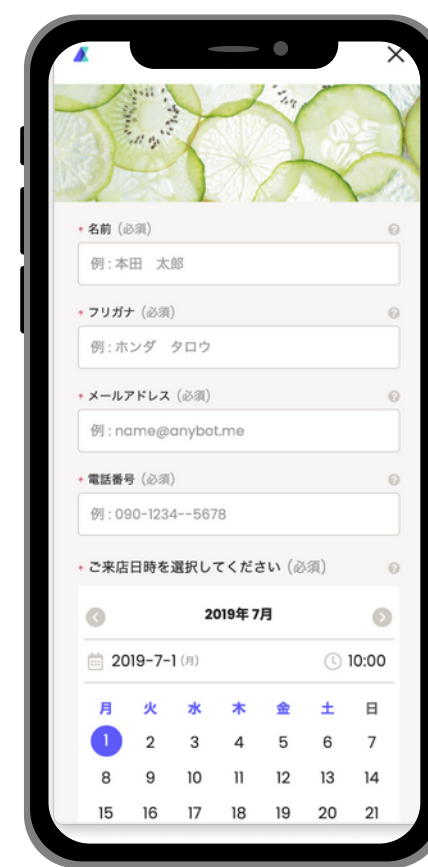 * 名前 (必須)
例 : 本田 太郎
* フリガナ (必須)
例 : ホンダ タロウ
* メールアドレス (必須)
例 : name@anybot.me
* 電話番号 (必須)
例 : 090-1234--5678
* ご来店日時を選択してください (必須)
2019年 7月
2019-7-1 (月) 10:00
月 火 水 木 金 土 日
1 2 3 4 5 6 7
8 9 10 11 12 13 14
15 16 17 18 19 20 21